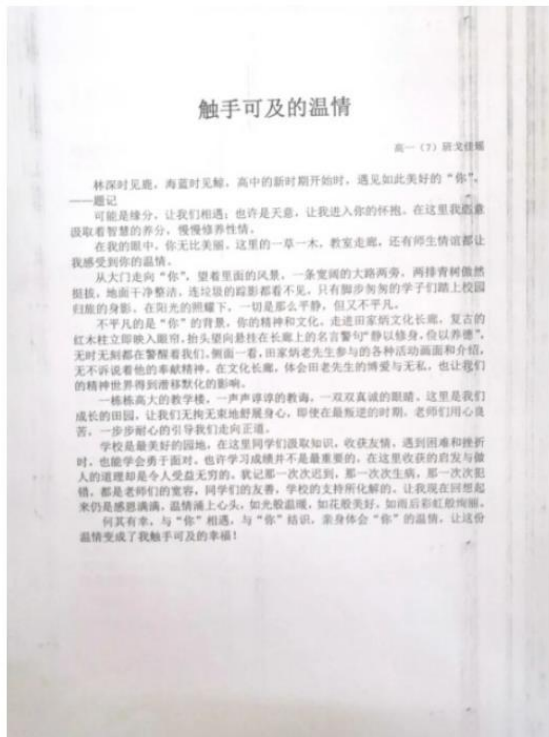 触手可及的温情
高一（7）班戈佳
林深时见鹿，海蓝时见鲸，高中的新时期开始时，遇见如此美好的“你”。
——题记
可能是缘分，让我们相遇；也许是天意，让我进入你的怀抱。在这里我恣意
汲取着智慧的养分，慢慢修养性情。
在我的眼中，你无比美丽。这里的一草一木，教室走廊，还有师生情谊都让
我感受到你的温情。
从大门走向“你”，望着里面的风景，一条宽阔的大路两旁，两排青树傲然
挺拔，地面干净整洁，连垃圾的踪影都看不见，只有脚步匆匆的学子们踏上校园
归旅的身影。在阳光的照耀下，一切是那么平静，但又不平凡。
不平凡的是“你”的背景，你的精神和文化。走进田家炳文化长廊，复古的
红木柱立即映入眼帘，抬头望向悬挂在长廊上的名言警句“静以修身，俭以养德”，
无时无刻都在警醒着我们，侧面一看，田家炳老先生参与的各种活动画面和介绍，
无不诉说着他的奉献精神。在文化长廊，体会田老先生的博爱与无私，也让我们
的精神世界得到潜移默化的影响。
一栋栋高大的教学楼，一声声谆谆的教诲，一双双真诚的眼睛，这里是我们
成长的田园，让我们无拘无束地舒展身心，即使在最叛逆的时期，老师们用心良
苦，一步步耐心的引导我们走向正道。
学校是最美好的园地，在这里同学们汲取知识，收获友情，遇到困难和挫折
时，也能学会勇于面对，也许学习成绩并不是最重要的，在这里收获的启发与做
人的道理却是令人受益无穷的。犹记那一次次迟到，那一次次生病，那一次次犯
错，都是老师们的宽容，同学们的友善，学校的支持所化解的，让我现在回想起
来仍是感恩满满，温情涌上心头，如光般温暖，如花般美好，如雨后彩虹般绚丽。
何其有幸，与“你”相遇，与“你”结识，亲身体会“你”的温情，让这份
温情变成了我触手可及的幸福！